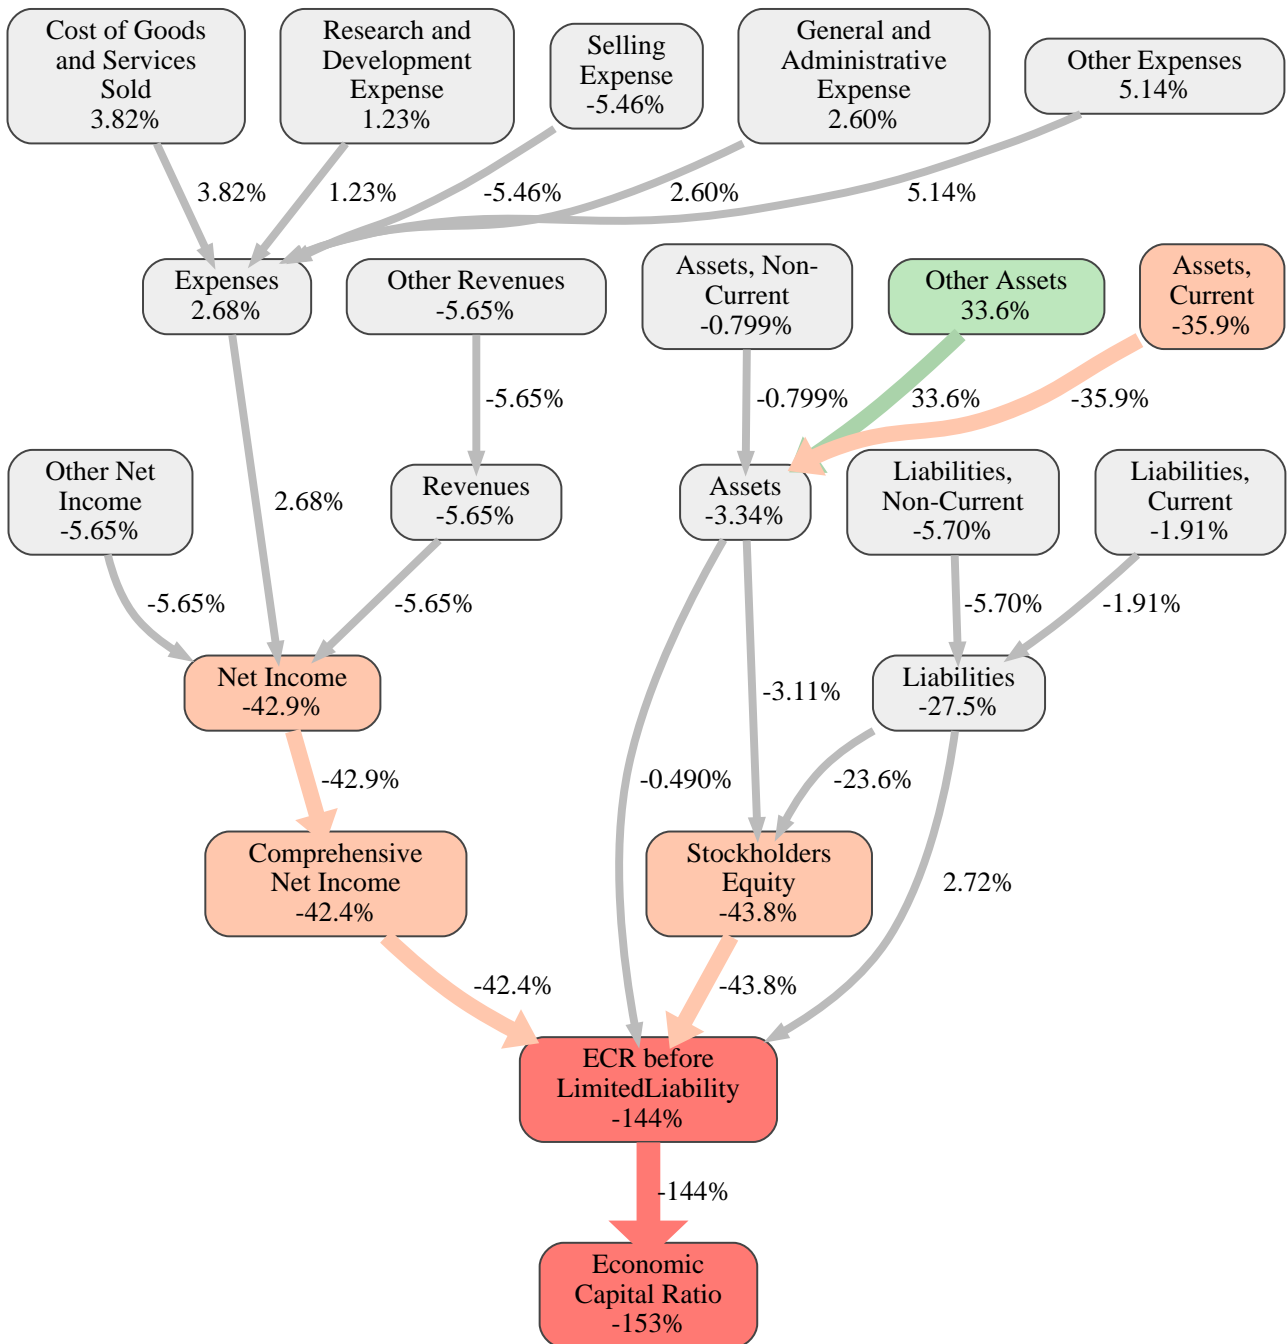 Cost of Goods
and Services
Sold
3.82%
Research and
Development
Expense
1.23%
Selling
Expense
-5.46%
General and
Administrative
Expense
2.60%
Other Expenses
5.14%
3.82%
1.23%
-5.46%
2.60%
5.14%
Expenses
2.68%
Other Revenues
-5.65%
Assets, Non-
Current
-0.799%
Other Assets
33.6%
Assets,
Current
-35.9%
-5.65%
-0.799%
33.6%
-35.9%
Other Net
Income
-5.65%
2.68%
Revenues
-5.65%
Assets
-3.34%
Liabilities,
Non-Current
-5.70%
Liabilities,
Current
-1.91%
-5.65%
-5.65%
-5.70%
-1.91%
Net Income
-42.9%
-3.11%
Liabilities
-27.5%
-42.9%
-0.490%
-23.6%
Comprehensive
Net Income
-42.4%
Stockholders
Equity
-43.8%
2.72%
-42.4%
-43.8%
ECR before
LimitedLiability
-144%
-144%
Economic
Capital Ratio
-153%